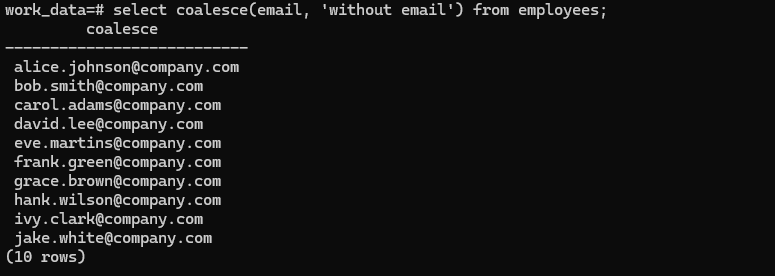 work_data=# select coalesce(email, 'without email') from employees;
         coalesce
---------------------------
 alice.johnson@company.com
 bob.smith@company.com
 carol.adams@company.com
 david.lee@company.com
 eve.martins@company.com
 frank.green@company.com
 grace.brown@company.com
 hank.wilson@company.com
 ivy.clark@company.com
 jake.white@company.com
(10 rows)